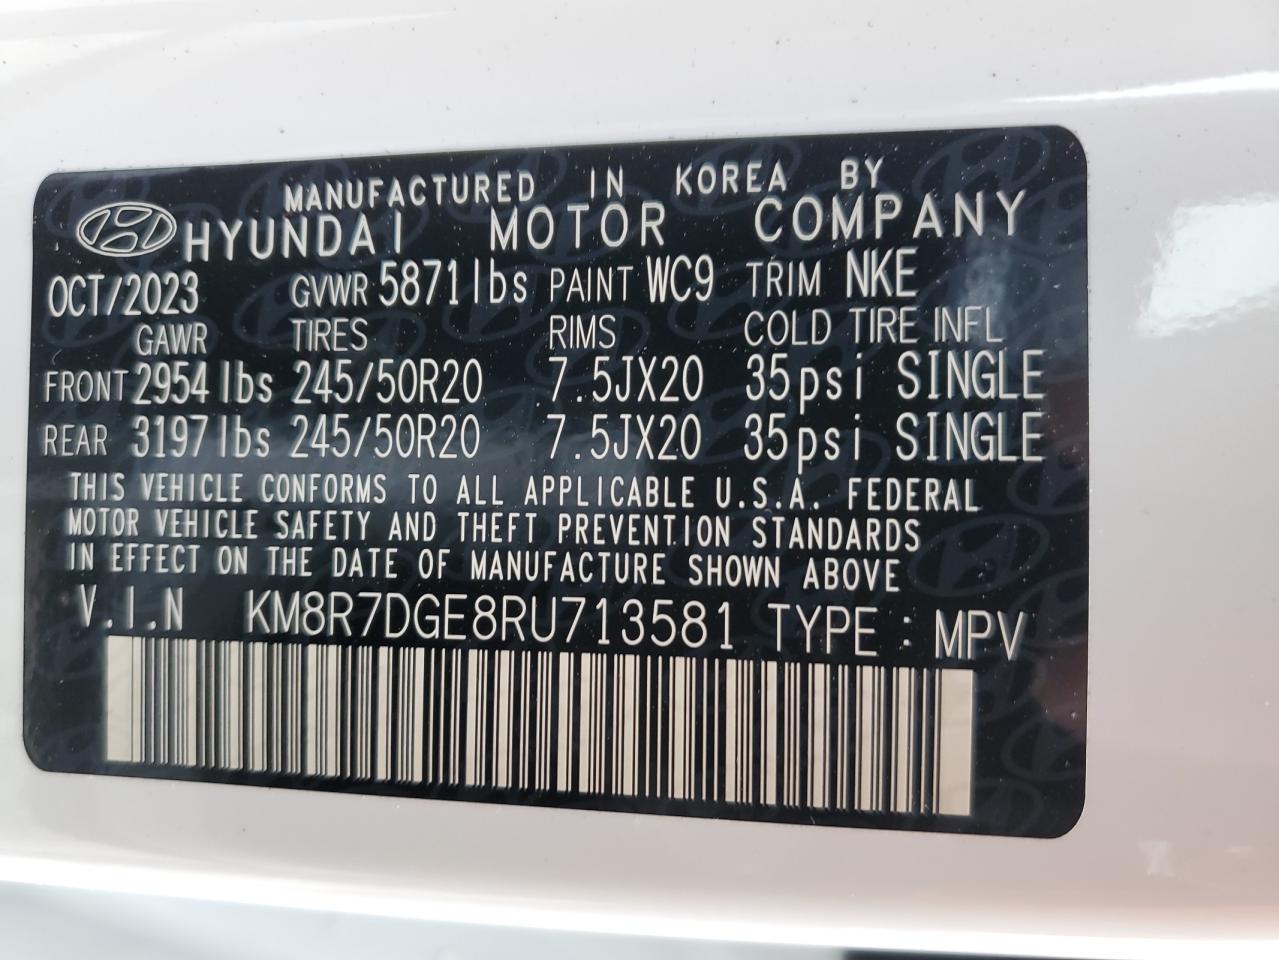 MANUFACTURED IN KOREA BY
HYUNDAI MOTOR COMPANY
OCT/2023 GVWR 5871lbs PAINT WC9 TRIM NKE
GAWR TIRES RIMS COLD TIRE INFL
FRONT 2954lbs 245/50R20 7.5JX20 35psi SINGLE
REAR 3197lbs 245/50R20 7.5JX20 35psi SINGLE
THIS VEHICLE CONFORMS TO ALL APPLICABLE U.S.A. FEDERAL
MOTOR VEHICLE SAFETY AND THEFT PREVENTION STANDARDS
IN EFFECT ON THE DATE OF MANUFACTURE SHOWN ABOVE
V.I.N KM8R7DGE8RU713581 TYPE : MPV